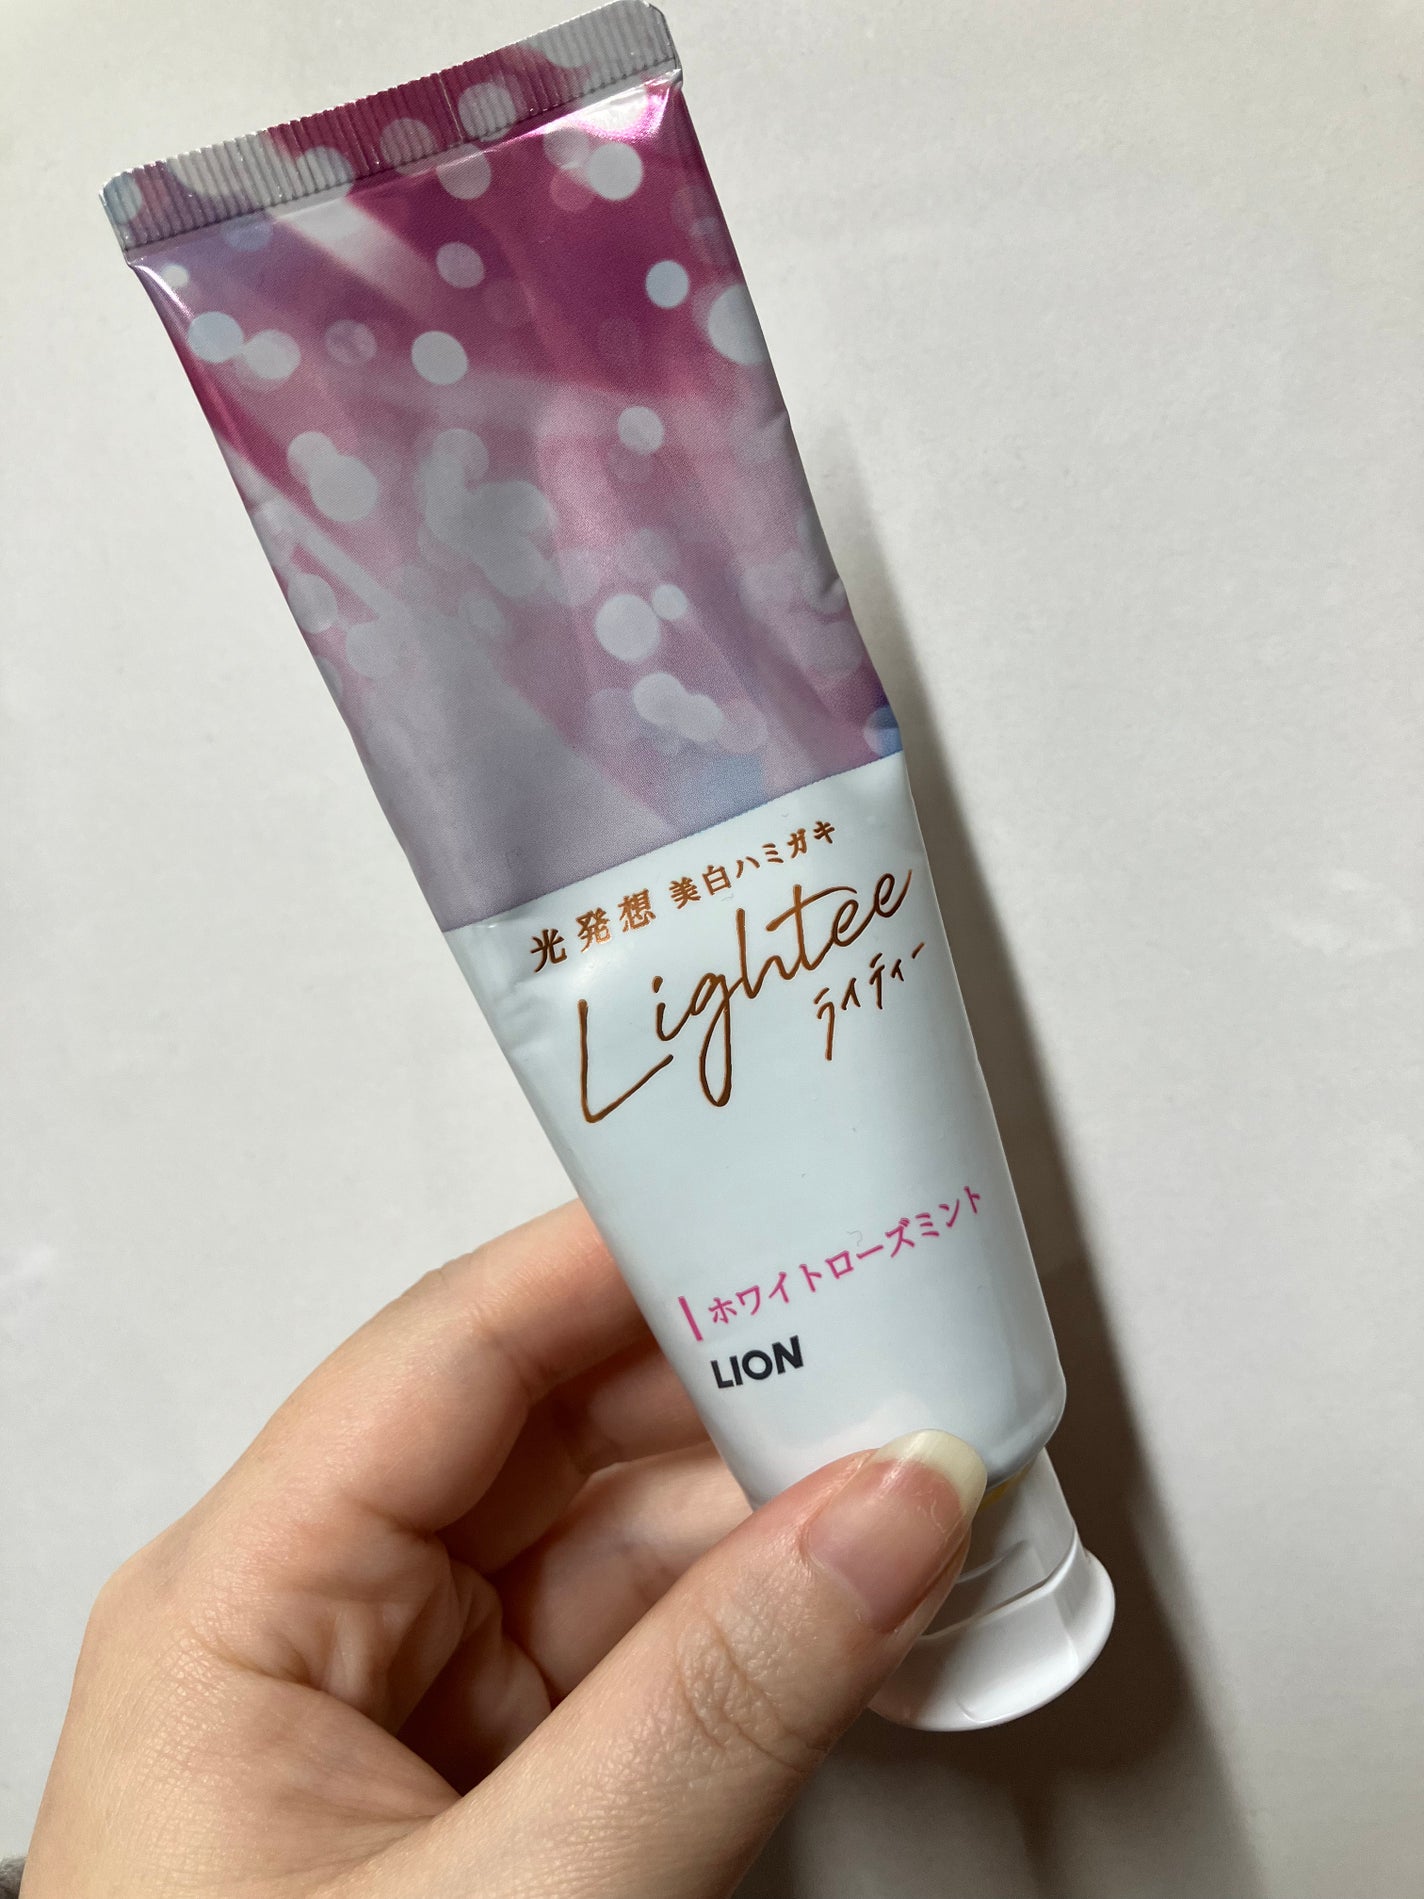 光発想 美白ハミガキ
Lightee
ライティー
ホワイトローズミント
LION